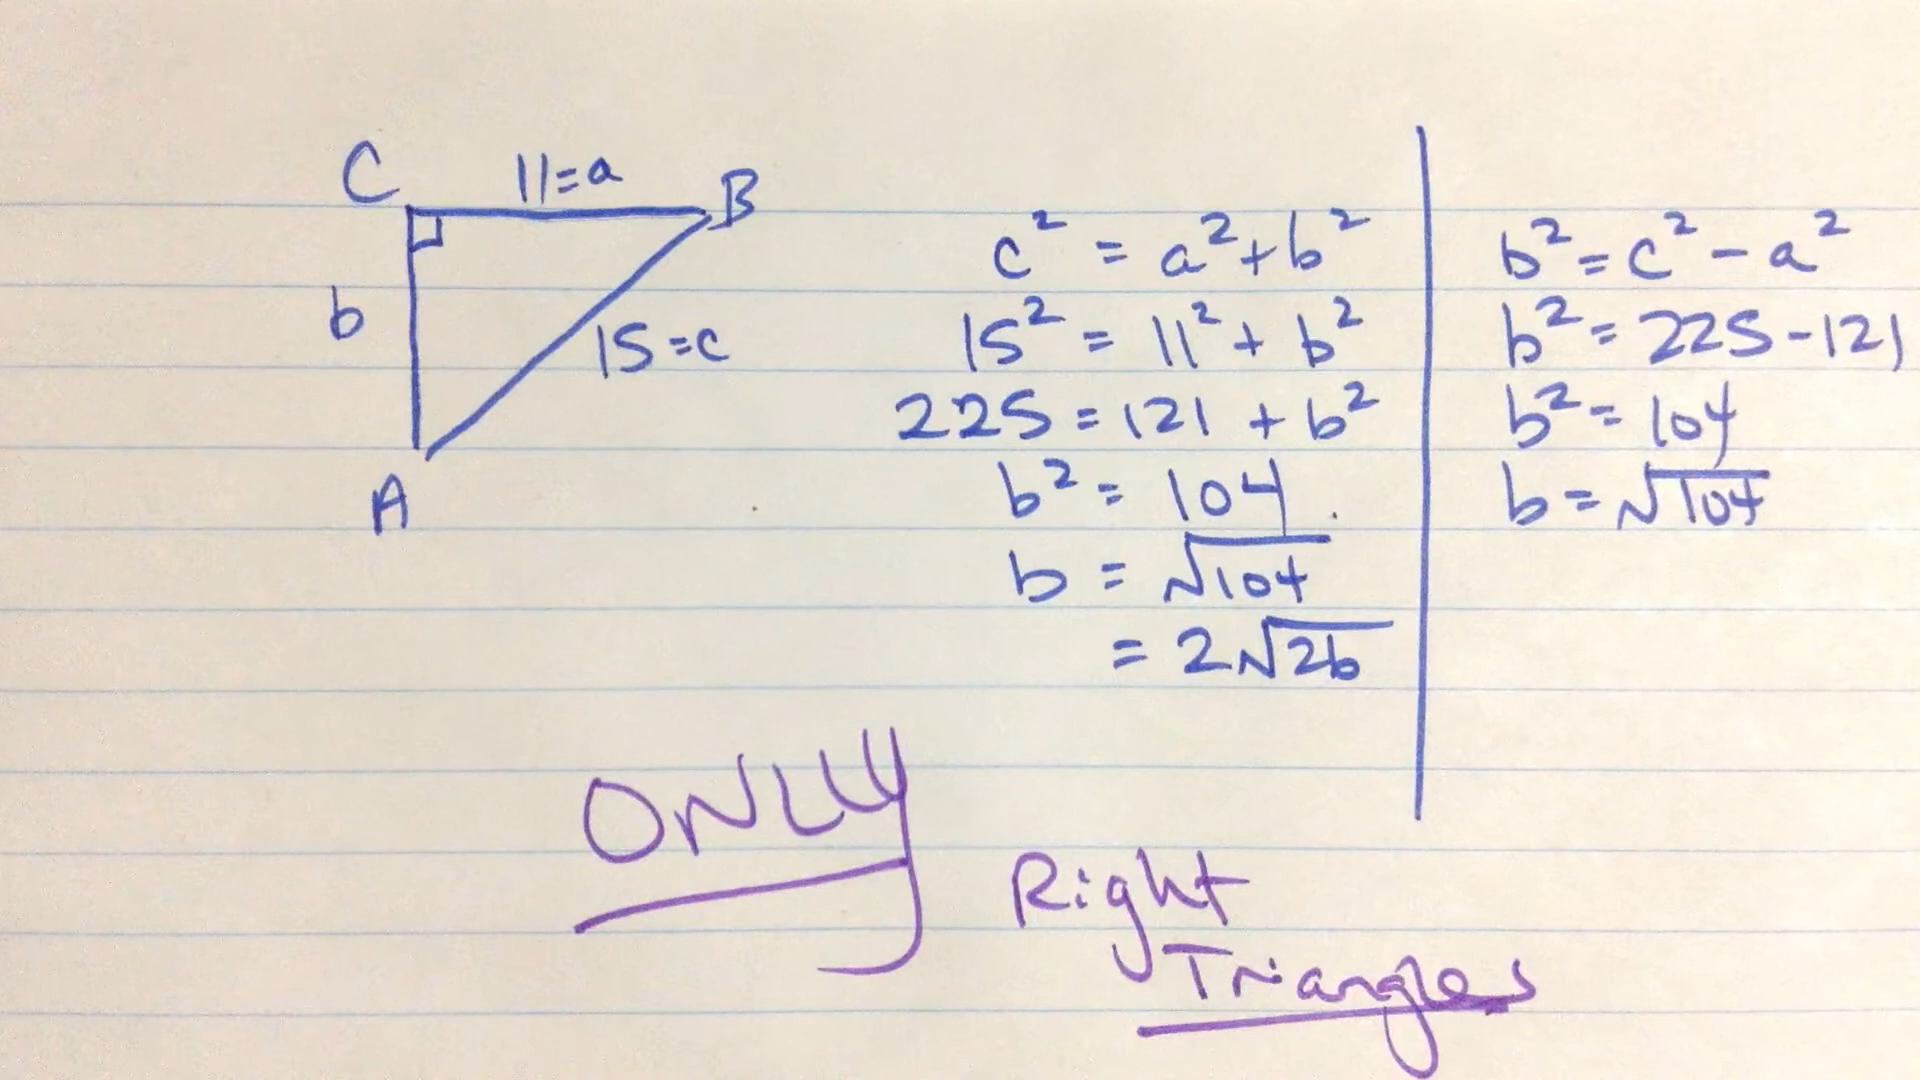 C
11=a
B
b
15=c
A
c² = a²+b²
15² = 11² + b²
225 = 121 + b²
b² = 104
b = √104
= 2√26
b² = c² - a²
b² = 225-121
b² = 104
b = √104
ONLY
Right
Triangles